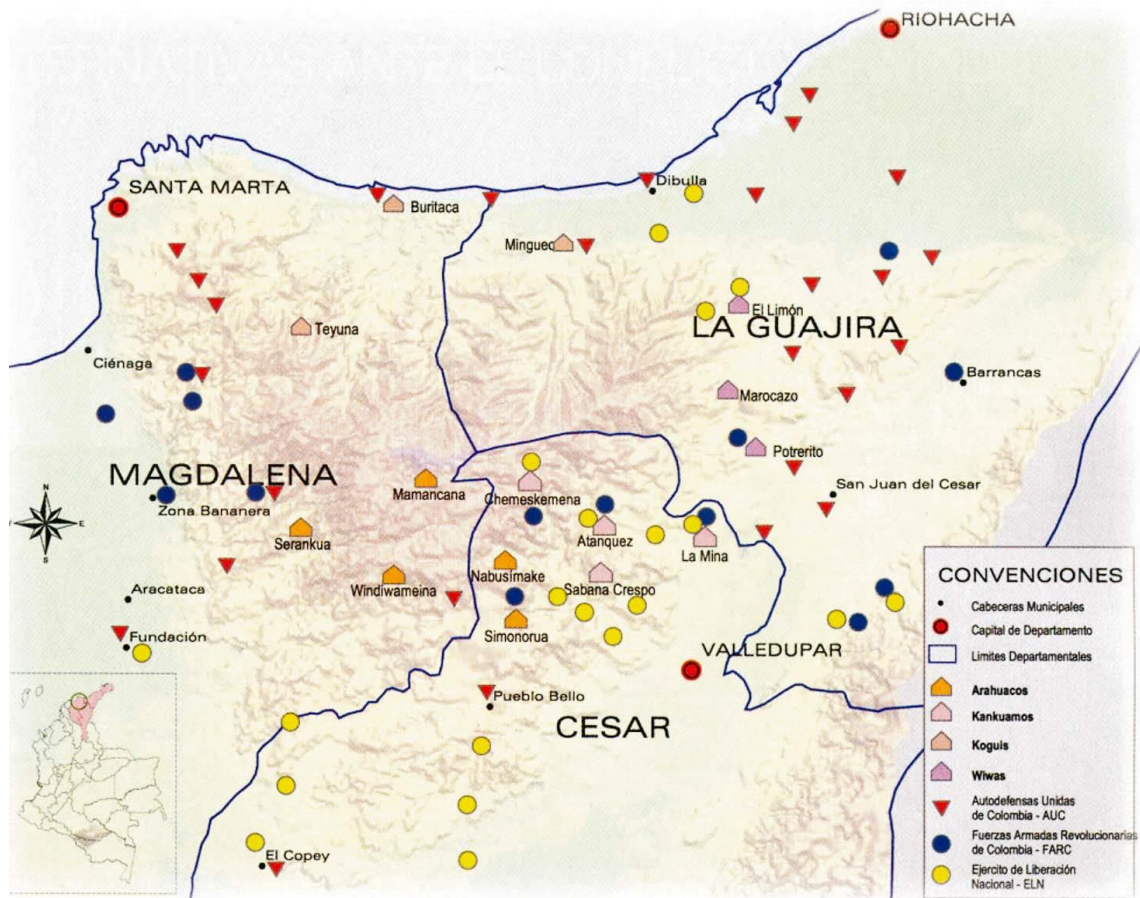 RIOHACHA
SANTA MARTA
Dibulla
Buritaca
Mingueo
El Limón
LA GUAJIRA
Teyuna
Ciénaga
Barrancas
Marocazo
Potrerito
MAGDALENA
Mamancana
Chemeskemena
San Juan del Cesar
N
E
S
Zona Bananera
Serankua
Atanquez
La Mina
Nabusimake
Windiwameina
Sabana Crespo
Aracataca
Simonorua
Fundación
VALLEDUPAR
Pueblo Bello
CESAR
El Copey
CONVENCIONES
Cabeceras Municipales
Capital de Departamento
Limites Departamentales
Arahuacos
Kankuamos
Koguis
Wiwas
Autodefensas Unidas
de Colombia - AUC
Fuerzas Armadas Revolucionarias
de Colombia - FARC
Ejercito de Liberación
Nacional - ELN